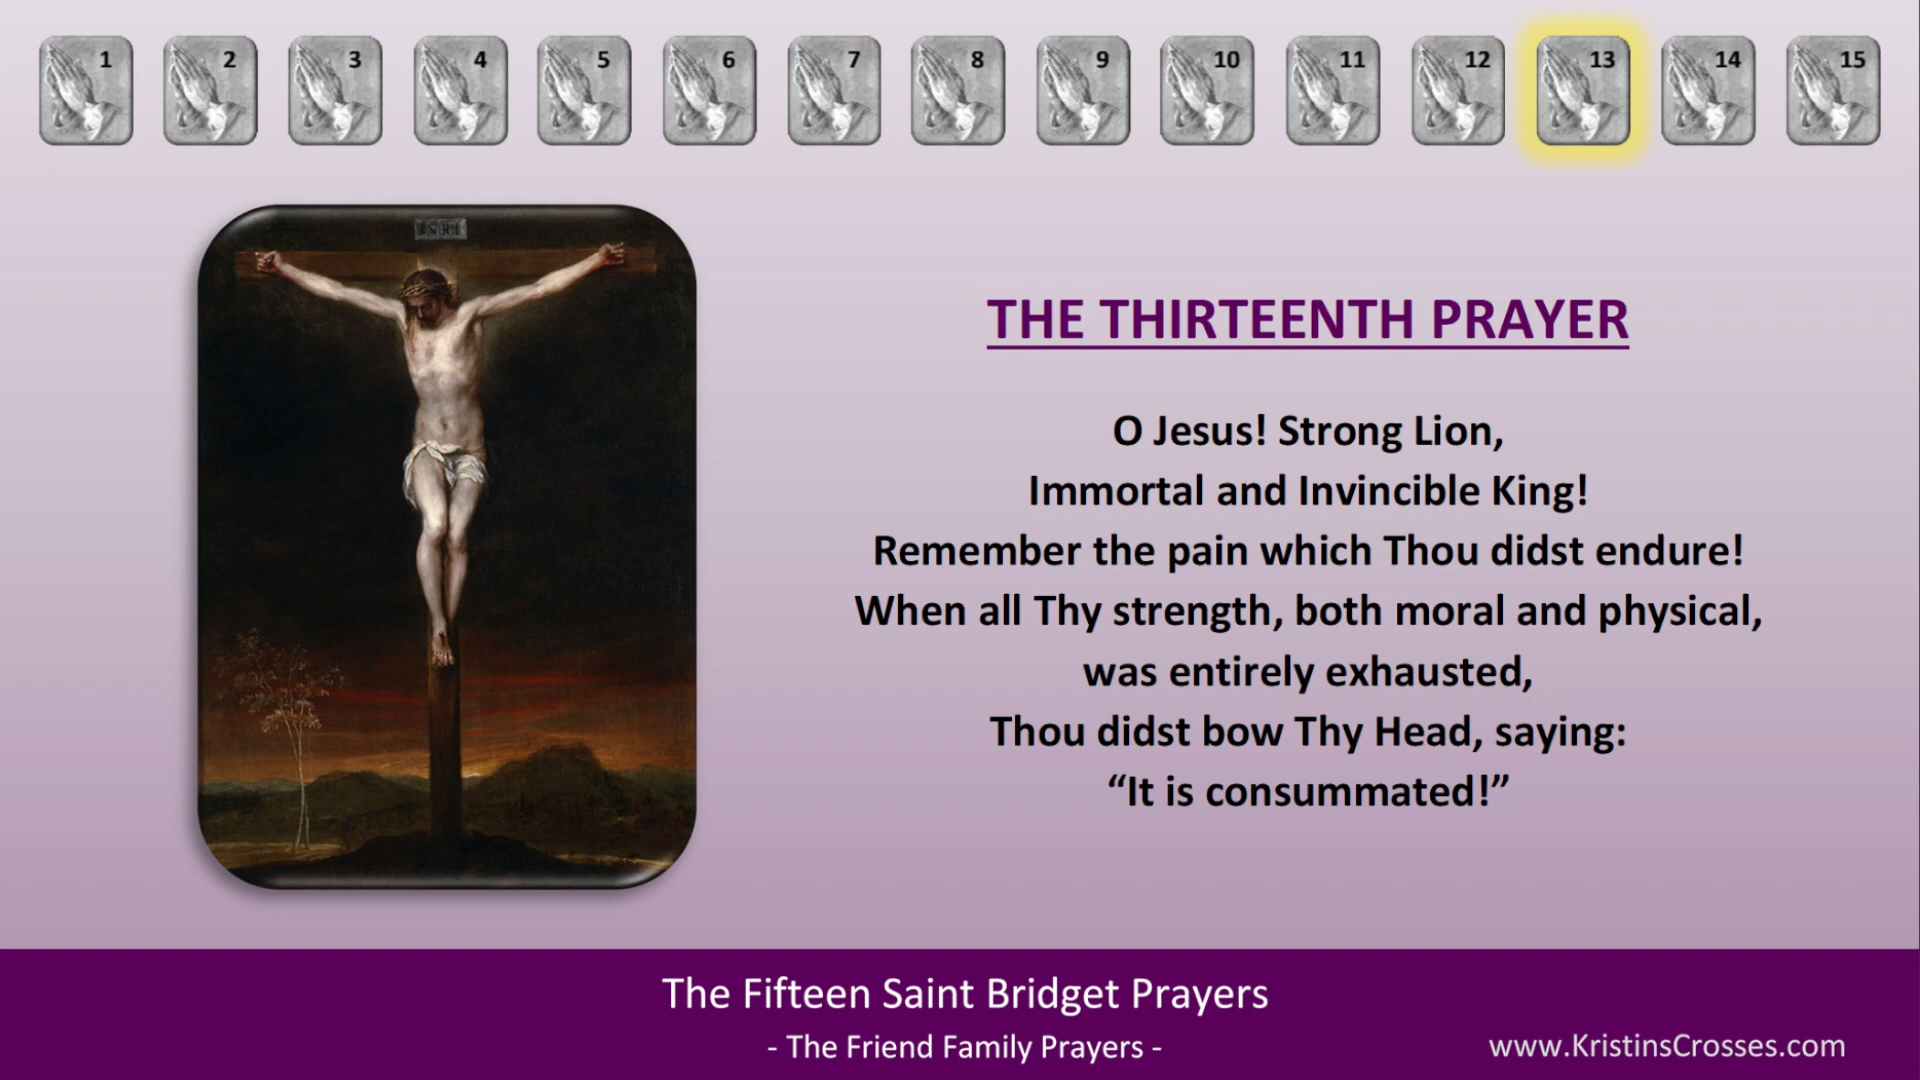 1 2 3 4 5 6 7 8 9 10 11 12 13 14 15
INRI
THE THIRTEENTH PRAYER
O Jesus! Strong Lion,
Immortal and Invincible King!
Remember the pain which Thou didst endure!
When all Thy strength, both moral and physical,
was entirely exhausted,
Thou didst bow Thy Head, saying:
“It is consummated!”
The Fifteen Saint Bridget Prayers
- The Friend Family Prayers -
www.KristinsCrosses.com